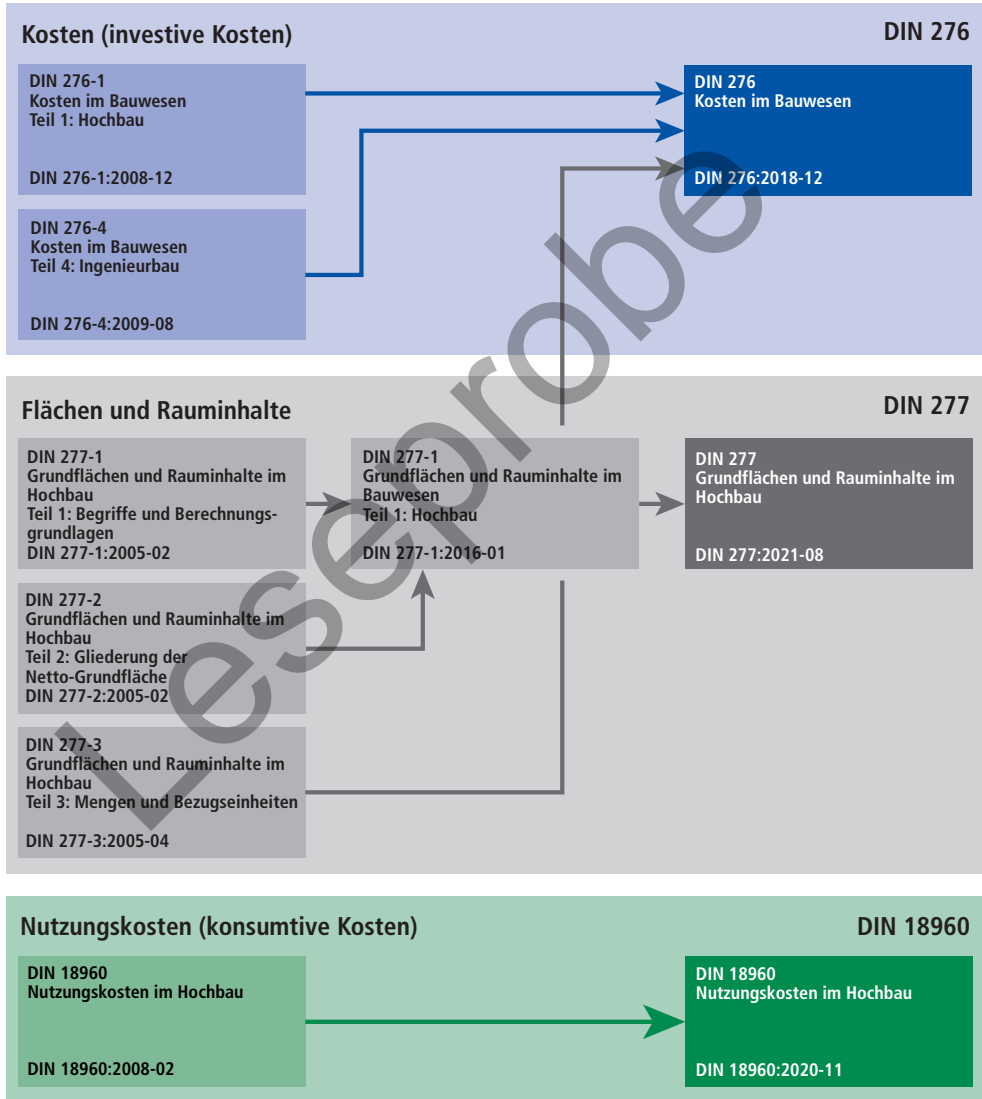 Kosten (investive Kosten)
DIN 276
DIN 276-1
Kosten im Bauwesen
Teil 1: Hochbau
DIN 276-1:2008-12
DIN 276
Kosten im Bauwesen
DIN 276:2018-12
DIN 276-4
Kosten im Bauwesen
Teil 4: Ingenieurbau
DIN 276-4:2009-08
Flächen und Rauminhalte
DIN 277
DIN 277-1
Grundflächen und Rauminhalte im
Hochbau
Teil 1: Begriffe und Berechnungs-
grundlagen
DIN 277-1:2005-02
DIN 277-1
Grundflächen und Rauminhalte im
Bauwesen
Teil 1: Hochbau
DIN 277-1:2016-01
DIN 277
Grundflächen und Rauminhalte im
Hochbau
DIN 277:2021-08
DIN 277-2
Grundflächen und Rauminhalte im
Hochbau
Teil 2: Gliederung der
Netto-Grundfläche
DIN 277-2:2005-02
DIN 277-3
Grundflächen und Rauminhalte im
Hochbau
Teil 3: Mengen und Bezugseinheiten
DIN 277-3:2005-04
Nutzungskosten (konsumtive Kosten)
DIN 18960
DIN 18960
Nutzungskosten im Hochbau
DIN 18960:2008-02
DIN 18960
Nutzungskosten im Hochbau
DIN 18960:2020-11
Leseprobe